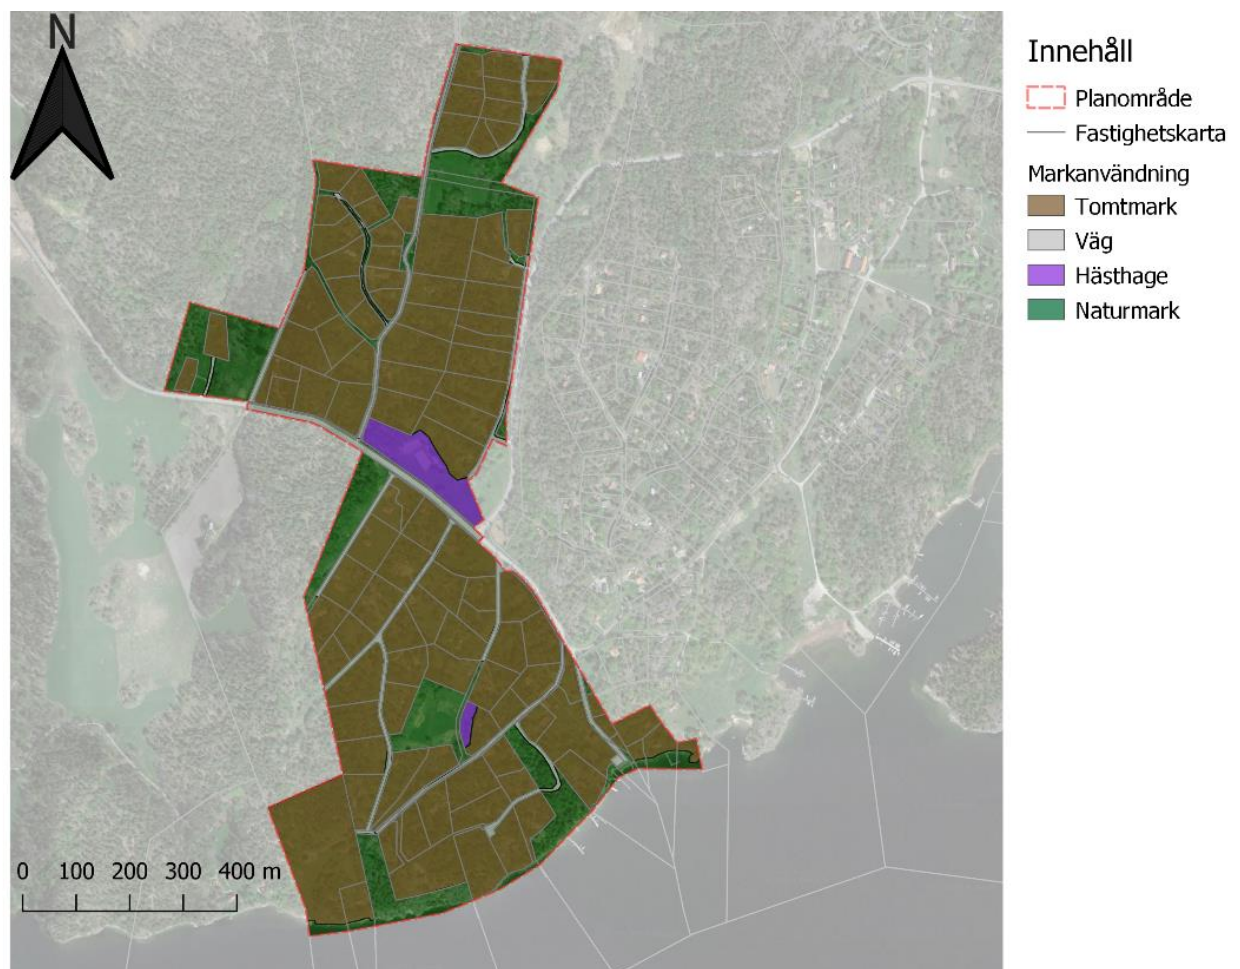 N
Innehåll
Planområde
Fastighetskarta
Markanvändning
Tomtmark
Väg
Hästhage
Naturmark
0 100 200 300 400 m